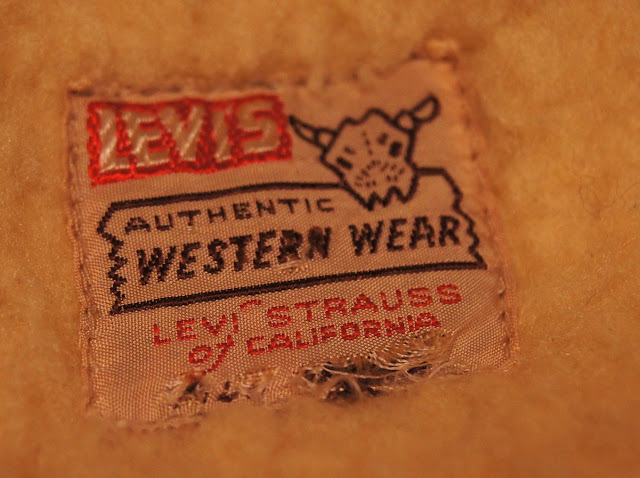 LEVI'S
AUTHENTIC
WESTERN WEAR
LEVI STRAUSS
of CALIFORNIA